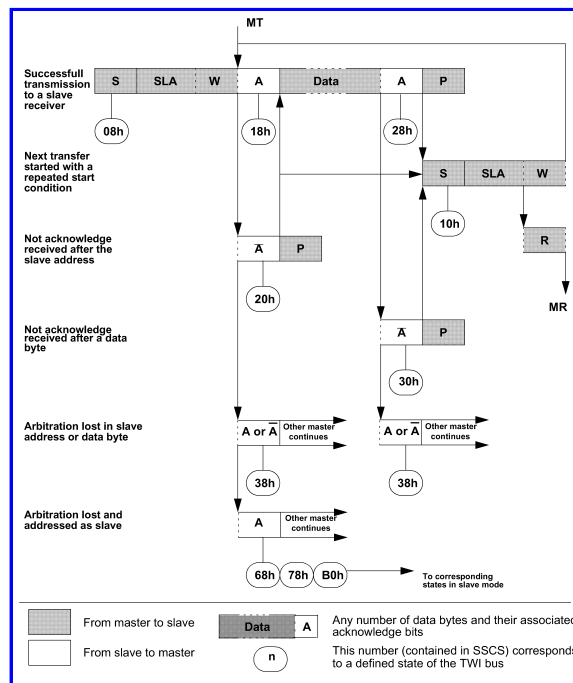 MT
Successfull
transmission
to a slave
receiver
S SLA W A Data A P
08h 18h 28h
Next transfer
started with a
repeated start
condition
S SLA W
10h
Not acknowledge
received after the
slave address
A̅ P
R
20h
MR
Not acknowledge
received after a data
byte
A̅ P
30h
Arbitration lost in slave
address or data byte
A or A̅ Other master
continues
A or A̅ Other master
continues
38h 38h
Arbitration lost and
addressed as slave
A Other master
continues
68h 78h B0h
To corresponding
states in slave mode
From master to slave
Data A
Any number of data bytes and their associated
acknowledge bits
From slave to master
n
This number (contained in SSCS) corresponds
to a defined state of the TWI bus